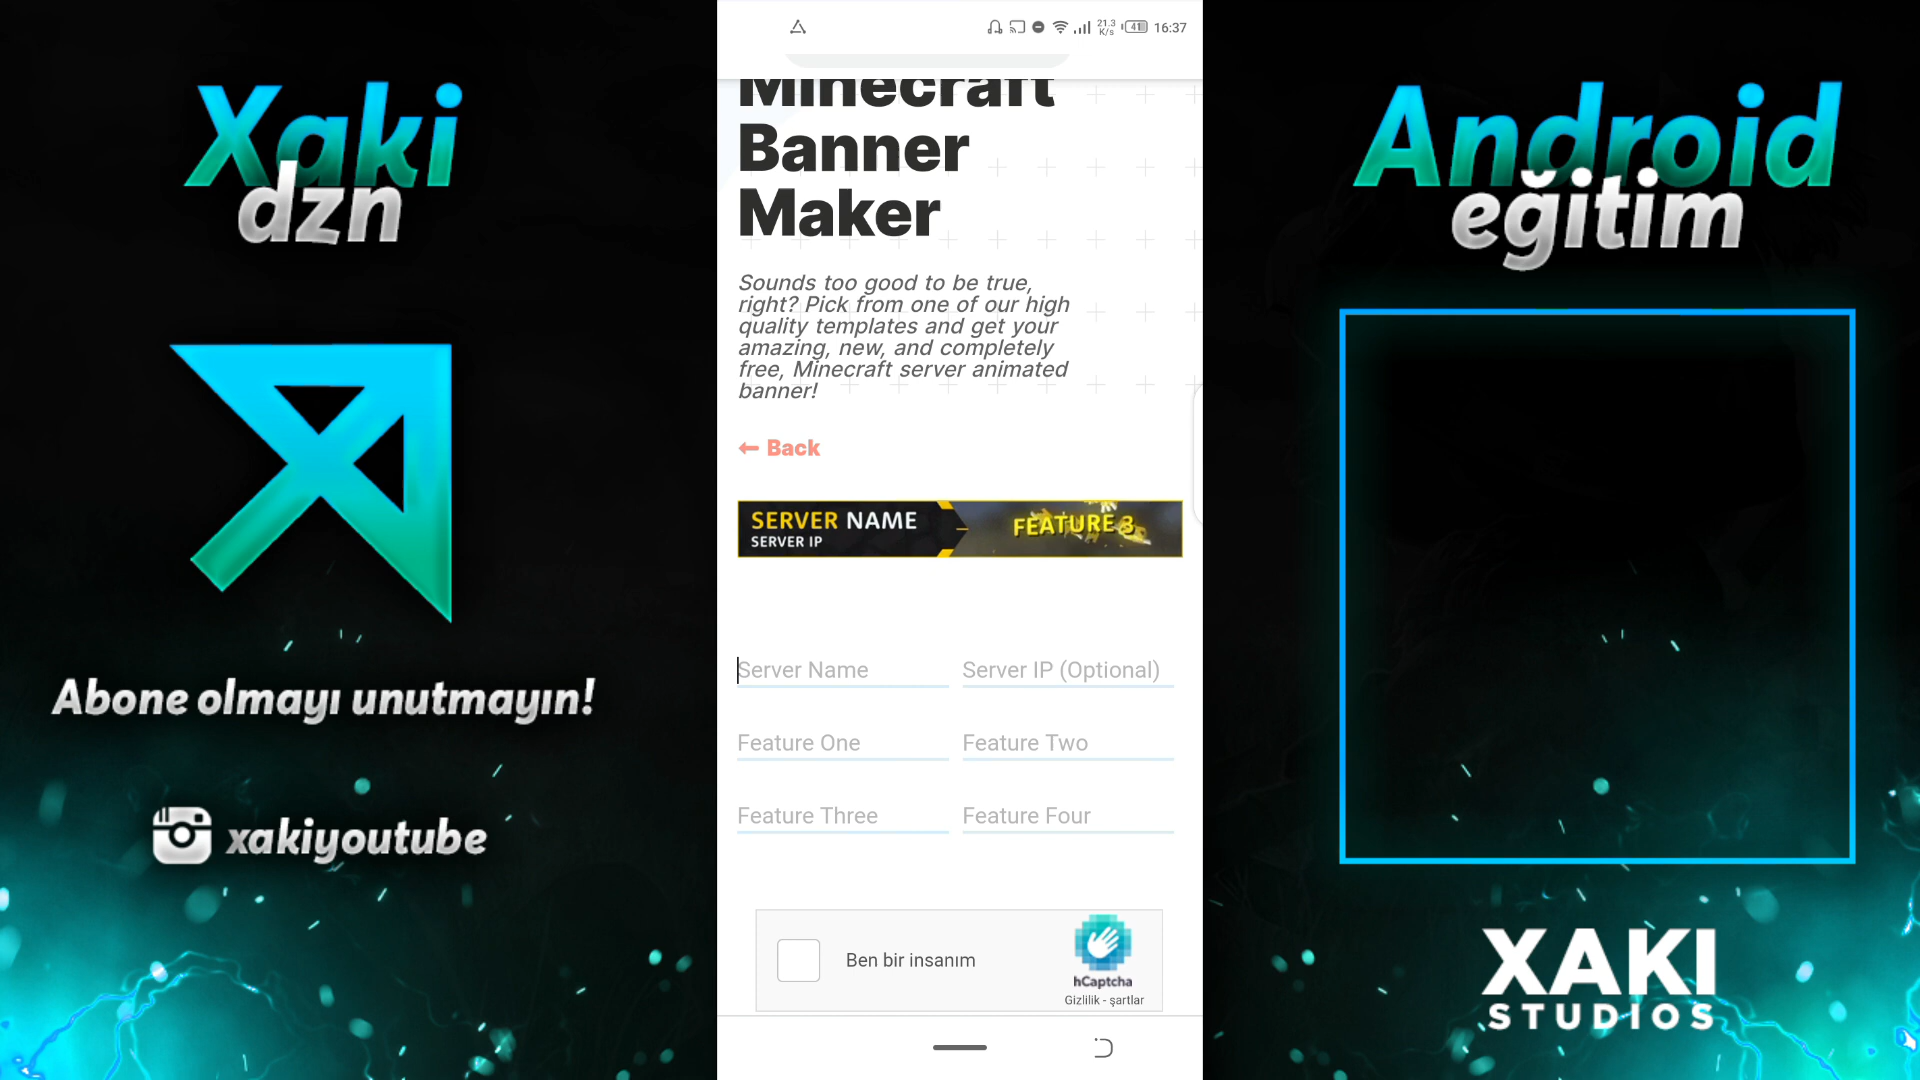 Xaki
dzn
Abone olmayı unutmayın!
xakiyoutube
21.3
K/s
41
16:37
Minecraft
Banner
Maker
Sounds too good to be true,
right? Pick from one of our high
quality templates and get your
amazing, new, and completely
free, Minecraft server animated
banner!
← Back
SERVER NAME
SERVER IP
FEATURE 3
Server Name
Server IP (Optional)
Feature One
Feature Two
Feature Three
Feature Four
Ben bir insanım
hCaptcha
Gizlilik - şartlar
Android
eğitim
XAKI
STUDIOS